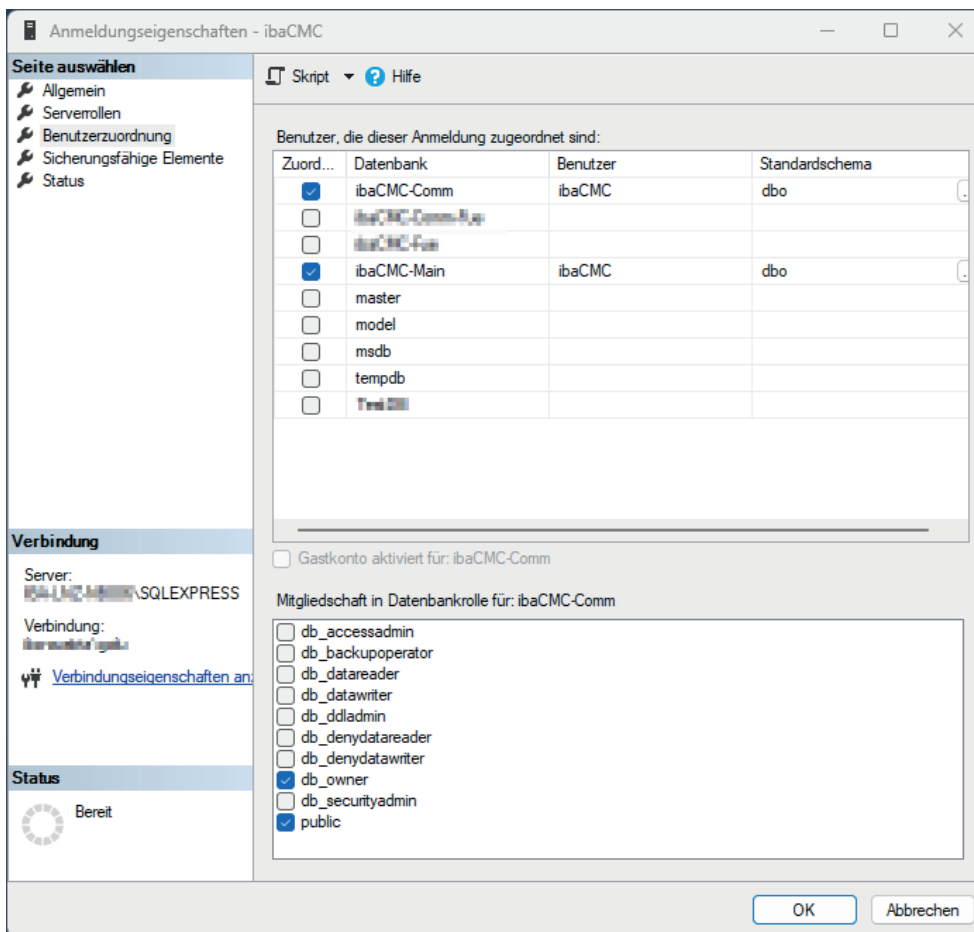 Anmeldungseigenschaften - ibaCMC
Seite auswählen
Allgemein
Serverrollen
Benutzerzuordnung
Sicherungsfähige Elemente
Status
Skript Hilfe
Benutzer, die dieser Anmeldung zugeordnet sind:
Zuord... Datenbank Benutzer Standardschema
ibaCMC-Comm ibaCMC dbo
ibaCMC-Main ibaCMC dbo
master
model
msdb
tempdb
Gastkonto aktiviert für: ibaCMC-Comm
Mitgliedschaft in Datenbankrolle für: ibaCMC-Comm
db_accessadmin
db_backupoperator
db_datareader
db_datawriter
db_ddladmin
db_denydatareader
db_denydatawriter
db_owner
db_securityadmin
public
Verbindung
Server:
\SQLEXPRESS
Verbindung:
Verbindungseigenschaften an
Status
Bereit
OK Abbrechen